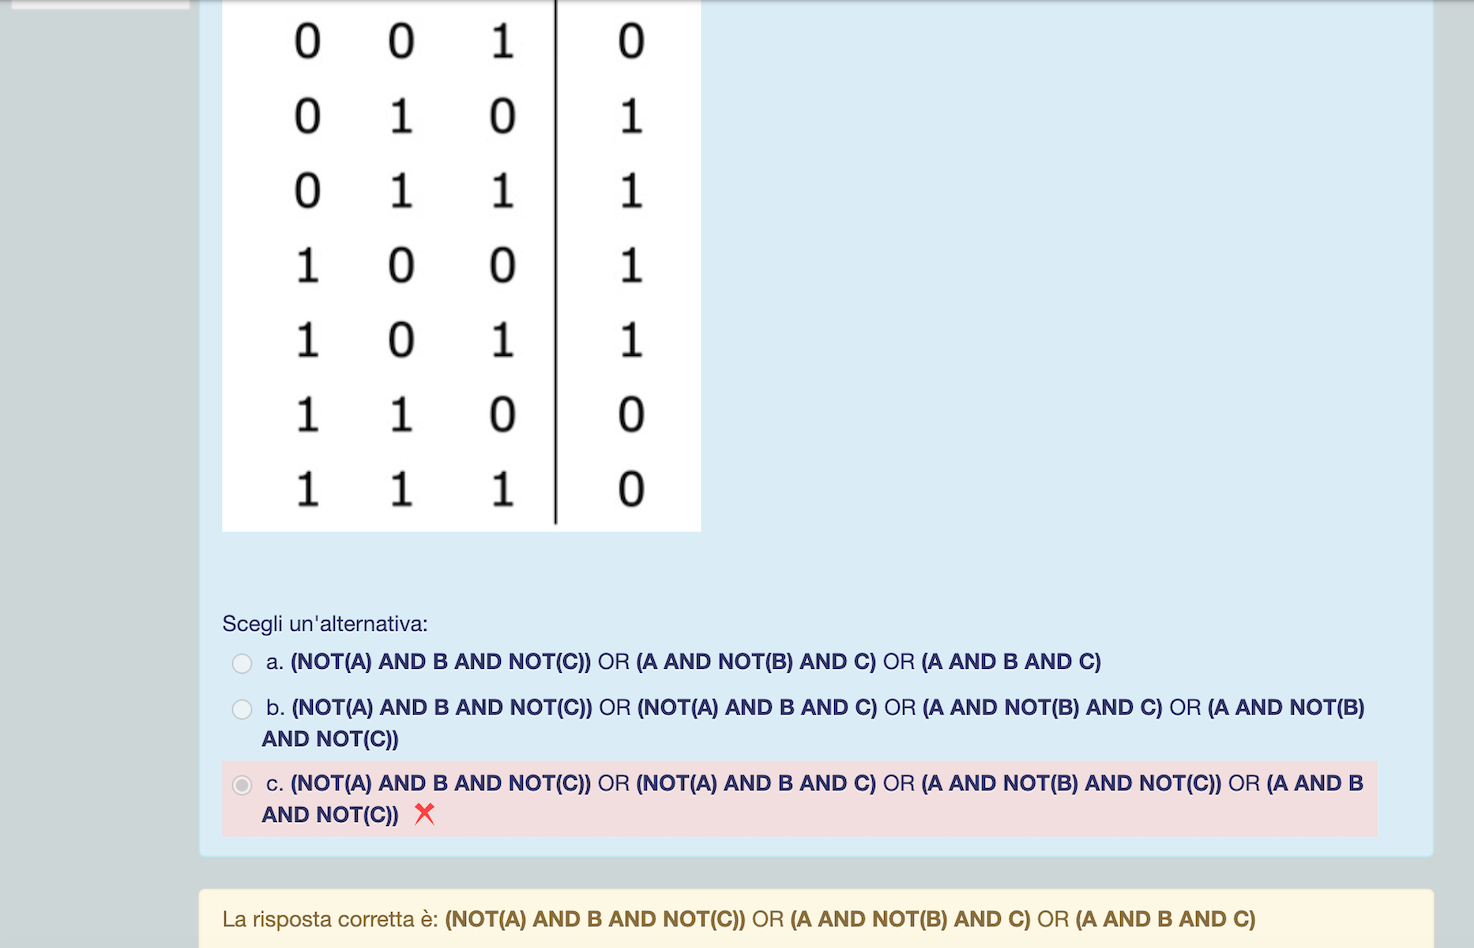 0 0 1 0
0 1 0 1
0 1 1 1
1 0 0 1
1 0 1 1
1 1 0 0
1 1 1 0
Scegli un'alternativa:
a. (NOT(A) AND B AND NOT(C)) OR (A AND NOT(B) AND C) OR (A AND B AND C)
b. (NOT(A) AND B AND NOT(C)) OR (NOT(A) AND B AND C) OR (A AND NOT(B) AND C) OR (A AND NOT(B)
AND NOT(C))
c. (NOT(A) AND B AND NOT(C)) OR (NOT(A) AND B AND C) OR (A AND NOT(B) AND NOT(C)) OR (A AND B
AND NOT(C))
La risposta corretta è: (NOT(A) AND B AND NOT(C)) OR (A AND NOT(B) AND C) OR (A AND B AND C)